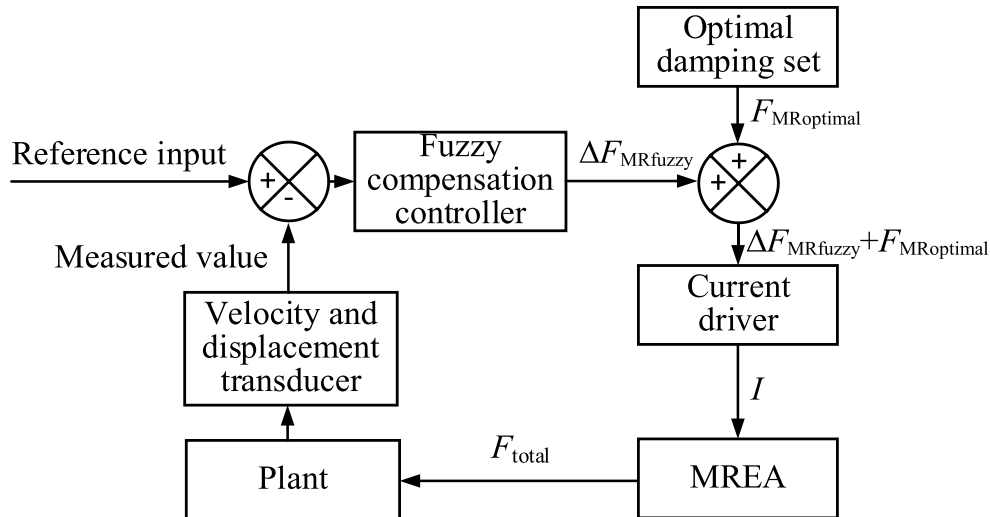 Optimal
damping set
F_MRoptimal
Reference input
+
-
Fuzzy
compensation
controller
ΔF_MRfuzzy
+
+
ΔF_MRfuzzy+F_MRoptimal
Measured value
Current
driver
Velocity and
displacement
transducer
I
F_total
Plant
MREA